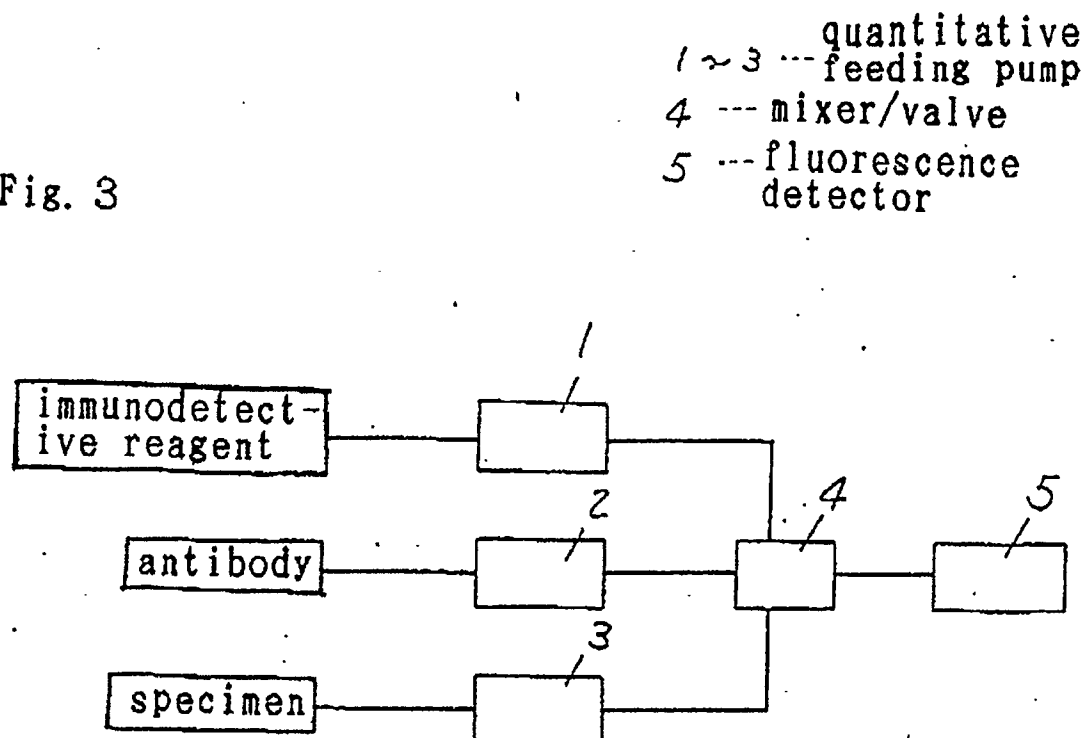 quantitative
1 ~ 3 --- feeding pump
4 --- mixer/valve
5 --- fluorescence
detector
Fig. 3
1
immunodetect-
ive reagent
2
4
5
antibody
3
specimen